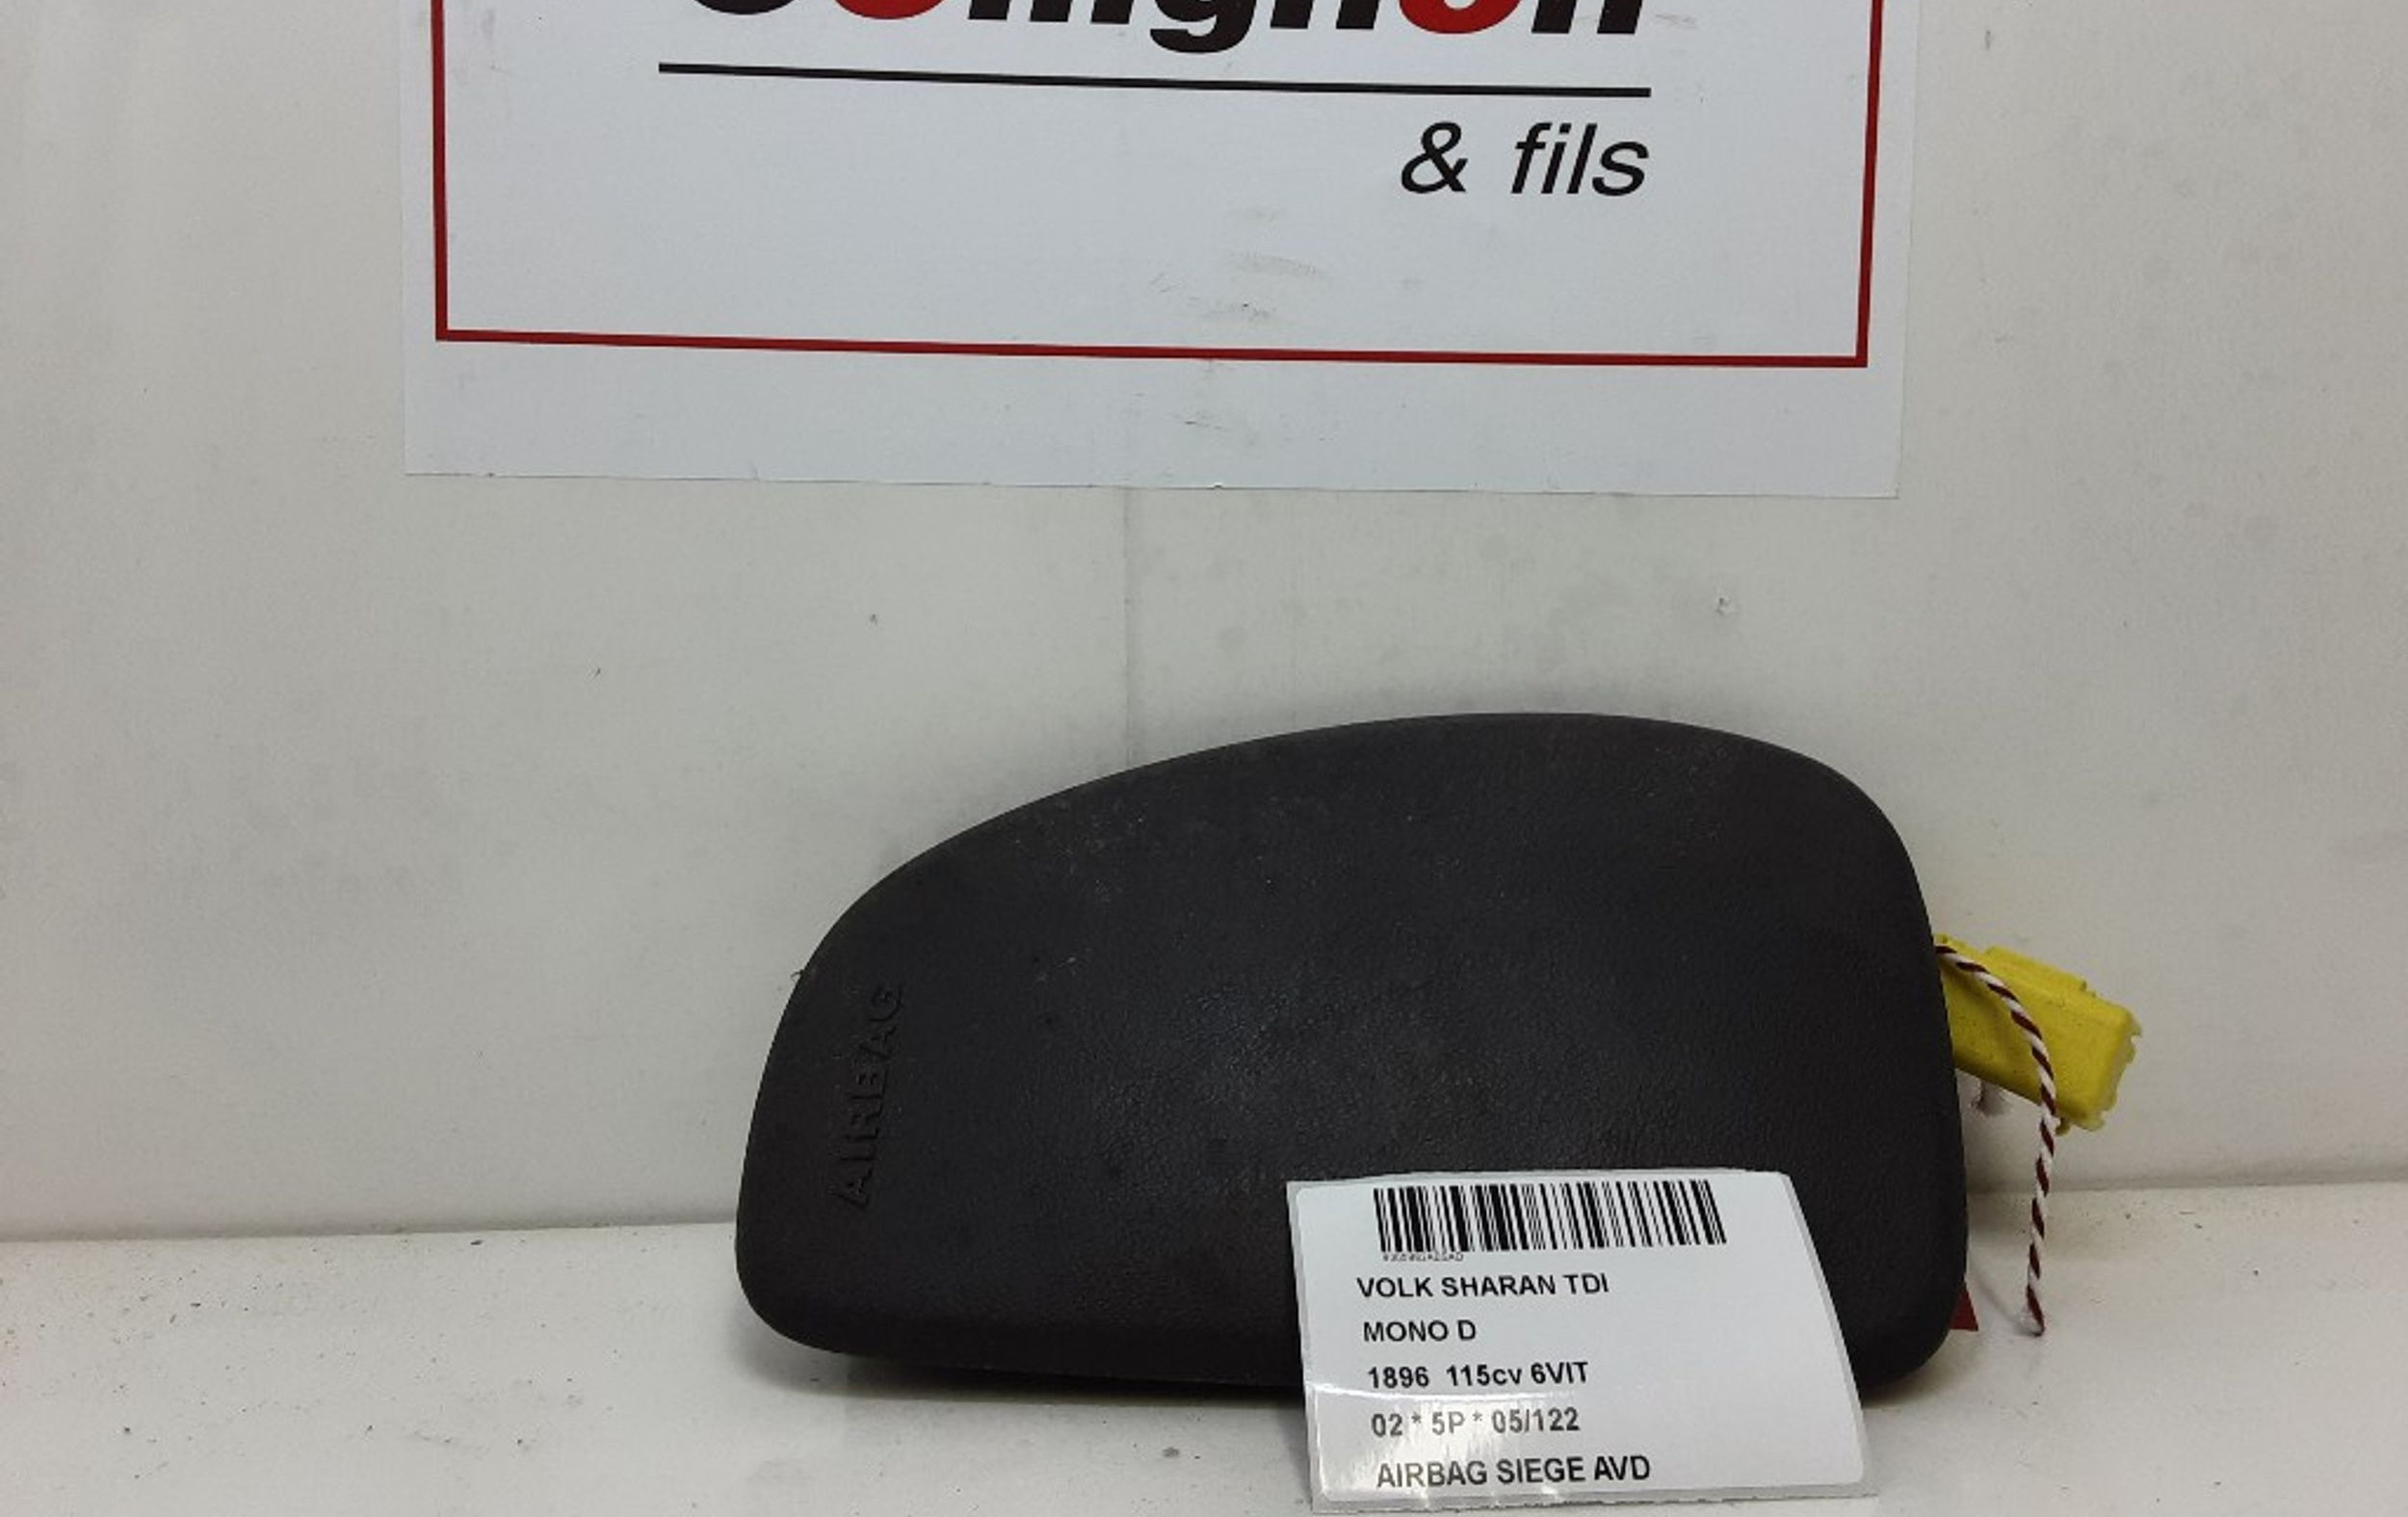 & fils
AIRBAG
VOLK SHARAN TDI
MONO D
1896 115cv 6VIT
02 * 5P * 05/122
AIRBAG SIEGE AVD